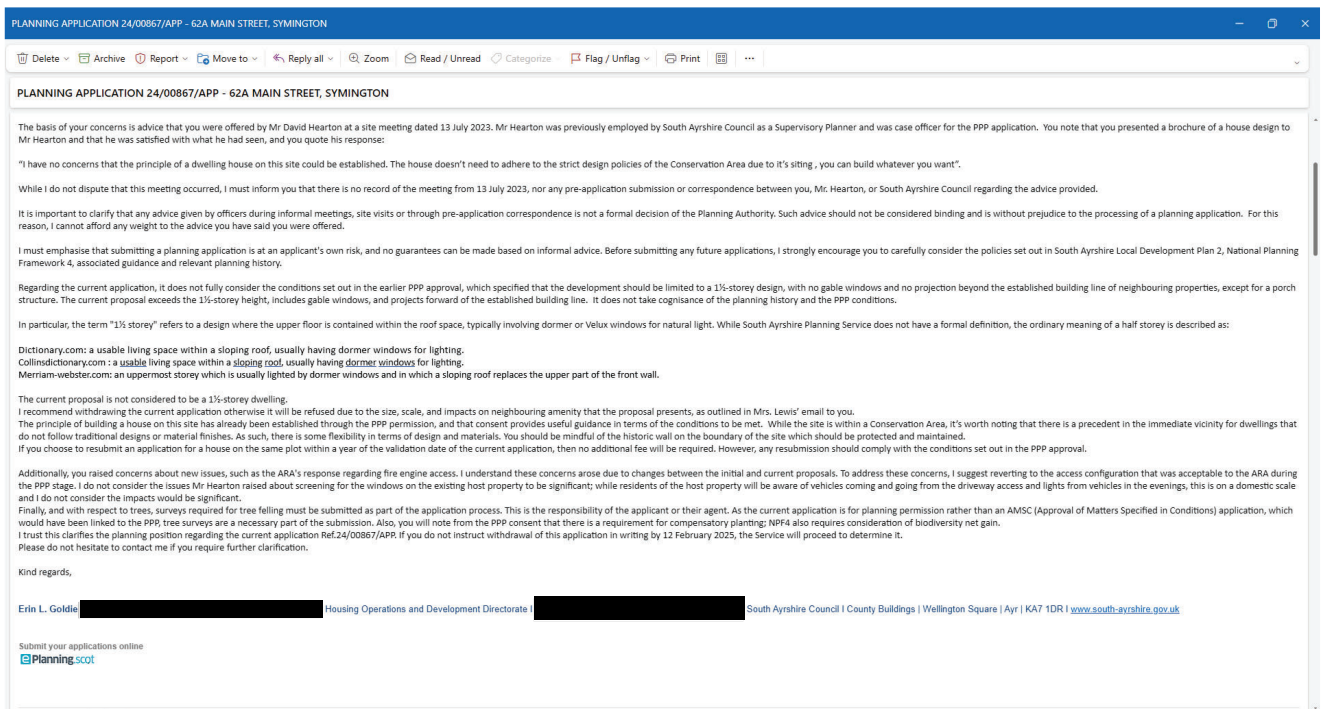 PLANNING APPLICATION 24/00867/APP - 62A MAIN STREET, SYMINGTON
Delete Archive Report Move to Reply all Zoom Read / Unread Categorize Flag / Unflag Print ...
PLANNING APPLICATION 24/00867/APP - 62A MAIN STREET, SYMINGTON
The basis of your concerns is advice that you were offered by Mr David Hearton at a site meeting dated 13 July 2023. Mr Hearton was previously employed by South Ayrshire Council as a Supervisory Planner and was case officer for the PPP application. You note that you presented a brochure of a house design to
Mr Hearton and that he was satisfied with what he had seen, and you quote his response:
“I have no concerns that the principle of a dwelling house on this site could be established. The house doesn’t need to adhere to the strict design policies of the Conservation Area due to it’s siting , you can build whatever you want”.
While I do not dispute that this meeting occurred, I must inform you that there is no record of the meeting from 13 July 2023, nor any pre-application submission or correspondence between you, Mr. Hearton, or South Ayrshire Council regarding the advice provided.
It is important to clarify that any advice given by officers during informal meetings, site visits or through pre-application correspondence is not a formal decision of the Planning Authority. Such advice should not be considered binding and is without prejudice to the processing of a planning application. For this
reason, I cannot afford any weight to the advice you have said you were offered.
I must emphasise that submitting a planning application is at an applicant's own risk, and no guarantees can be made based on informal advice. Before submitting any future applications, I strongly encourage you to carefully consider the policies set out in South Ayrshire Local Development Plan 2, National Planning
Framework 4, associated guidance and relevant planning history.
Regarding the current application, it does not fully consider the conditions set out in the earlier PPP approval, which specified that the development should be limited to a 1½-storey design, with no gable windows and no projection beyond the established building line of neighbouring properties, except for a porch
structure. The current proposal exceeds the 1½-storey height, includes gable windows, and projects forward of the established building line. It does not take cognisance of the planning history and the PPP conditions.
In particular, the term "1½ storey" refers to a design where the upper floor is contained within the roof space, typically involving dormer or Velux windows for natural light. While South Ayrshire Planning Service does not have a formal definition, the ordinary meaning of a half storey is described as:
Dictionary.com: a usable living space within a sloping roof, usually having dormer windows for lighting.
Collinsdictionary.com : a usable living space within a sloping roof, usually having dormer windows for lighting.
Merriam-webster.com: an uppermost storey which is usually lighted by dormer windows and in which a sloping roof replaces the upper part of the front wall.
The current proposal is not considered to be a 1½-storey dwelling.
I recommend withdrawing the current application otherwise it will be refused due to the size, scale, and impacts on neighbouring amenity that the proposal presents, as outlined in Mrs. Lewis’ email to you.
The principle of building a house on this site has already been established through the PPP permission, and that consent provides useful guidance in terms of the conditions to be met. While the site is within a Conservation Area, it’s worth noting that there is a precedent in the immediate vicinity for dwellings that
do not follow traditional designs or material finishes. As such, there is some flexibility in terms of design and materials. You should be mindful of the historic wall on the boundary of the site which should be protected and maintained.
If you choose to resubmit an application for a house on the same plot within a year of the validation date of the current application, then no additional fee will be required. However, any resubmission should comply with the conditions set out in the PPP approval.
Additionally, you raised concerns about new issues, such as the ARA's response regarding fire engine access. I understand these concerns arose due to changes between the initial and current proposals. To address these concerns, I suggest reverting to the access configuration that was acceptable to the ARA during
the PPP stage. I do not consider the issues Mr Hearton raised about screening for the windows on the existing host property to be significant; while residents of the host property will be aware of vehicles coming and going from the driveway access and lights from vehicles in the evenings, this is on a domestic scale
and I do not consider the impacts would be significant.
Finally, and with respect to trees, surveys required for tree felling must be submitted as part of the application process. This is the responsibility of the applicant or their agent. As the current application is for planning permission rather than an AMSC (Approval of Matters Specified in Conditions) application, which
would have been linked to the PPP, tree surveys are a necessary part of the submission. Also, you will note from the PPP consent that there is a requirement for compensatory planting; NPF4 also requires consideration of biodiversity net gain.
I trust this clarifies the planning position regarding the current application Ref.24/00867/APP. If you do not instruct withdrawal of this application in writing by 12 February 2025, the Service will proceed to determine it.
Please do not hesitate to contact me if you require further clarification.
Kind regards,
Erin L. Goldie Housing Operations and Development Directorate I South Ayrshire Council I County Buildings | Wellington Square | Ayr | KA7 1DR I www.south-ayrshire.gov.uk
Submit your applications online
ePlanning.scot